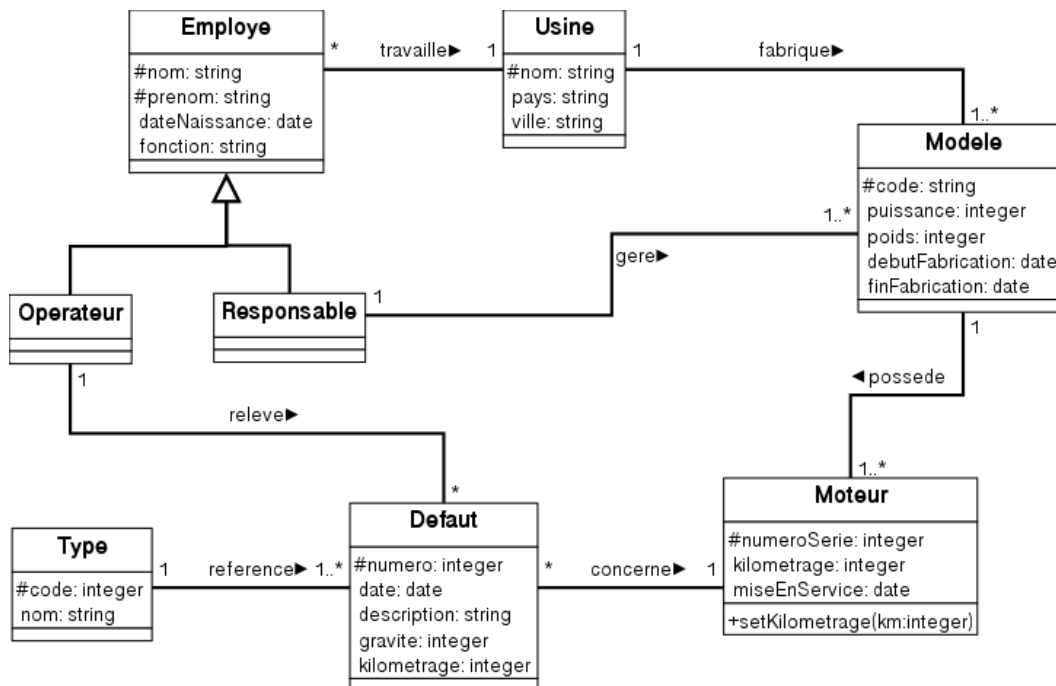 Employe
#nom: string
#prenom: string
dateNaissance: date
fonction: string
* travaille► 1
Usine
#nom: string
pays: string
ville: string
1 fabrique► 1..*
Modele
#code: string
puissance: integer
poids: integer
debutFabrication: date
finFabrication: date
Operateur
Responsable
1 gere► 1..*
1 releve► *
1 ◄possede 1..*
Type
#code: integer
nom: string
1 reference► 1..*
Defaut
#numero: integer
date: date
description: string
gravite: integer
kilometrage: integer
* concerne► 1
Moteur
#numeroSerie: integer
kilometrage: integer
miseEnService: date
+setKilometrage(km:integer)